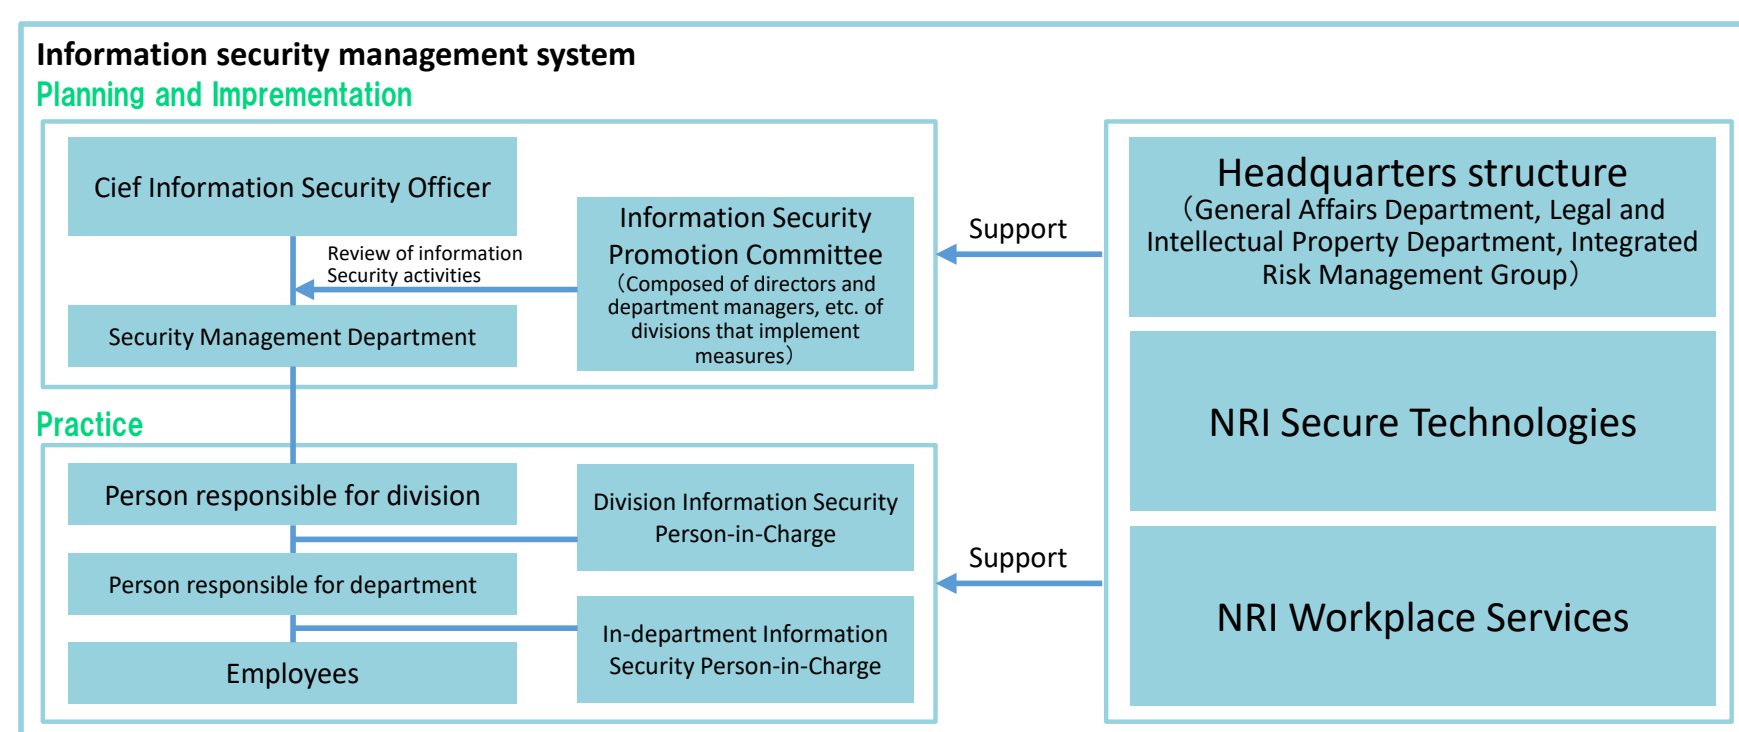 Information security management system
Planning and Imprementation
Cief Information Security Officer
Review of information
Security activities
Security Management Department
Information Security
Promotion Committee
（Composed of directors and
department managers, etc. of
divisions that implement
measures）
Support
Headquarters structure
（General Affairs Department, Legal and
Intellectual Property Department, Integrated
Risk Management Group）
NRI Secure Technologies
NRI Workplace Services
Practice
Person responsible for division
Division Information Security
Person-in-Charge
Person responsible for department
In-department Information
Security Person-in-Charge
Employees
Support